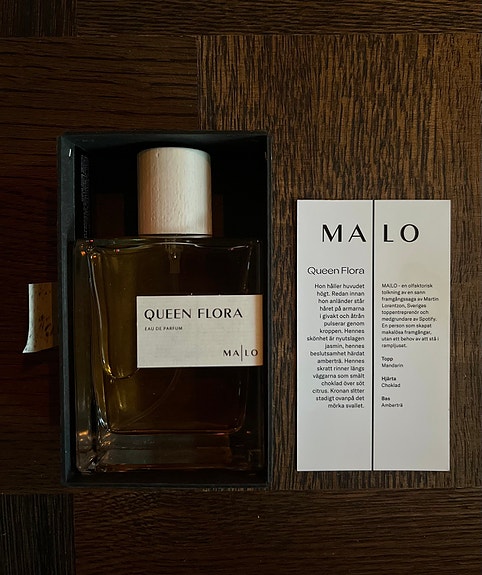 QUEEN FLORA
EAU DE PARFUM
MA|LO
MA|LO
Queen Flora
Hon håller huvudet
högt. Redan innan
hon anländer står
håret på armarna
i givakt och åtrån
pulserar genom
kroppen. Hennes
skönhet är nyutslagen
jasmin, hennes
beslutsamhet härdat
amberträ. Hennes
skratt rinner längs
väggarna som smält
choklad över söt
citrus. Kronan sitter
stadigt ovanpå det
mörka svallet.
MA|LO - en olfaktorisk
tolkning av en sann
framgångssaga av Martin
Lorentzon, Sveriges
toppentreprenör och
medgrundare av Spotify.
En person som skapat
makalösa framgångar,
utan ett behov av att stå i
rampljuset.
Topp
Mandarin
Hjärta
Choklad
Bas
Amberträ